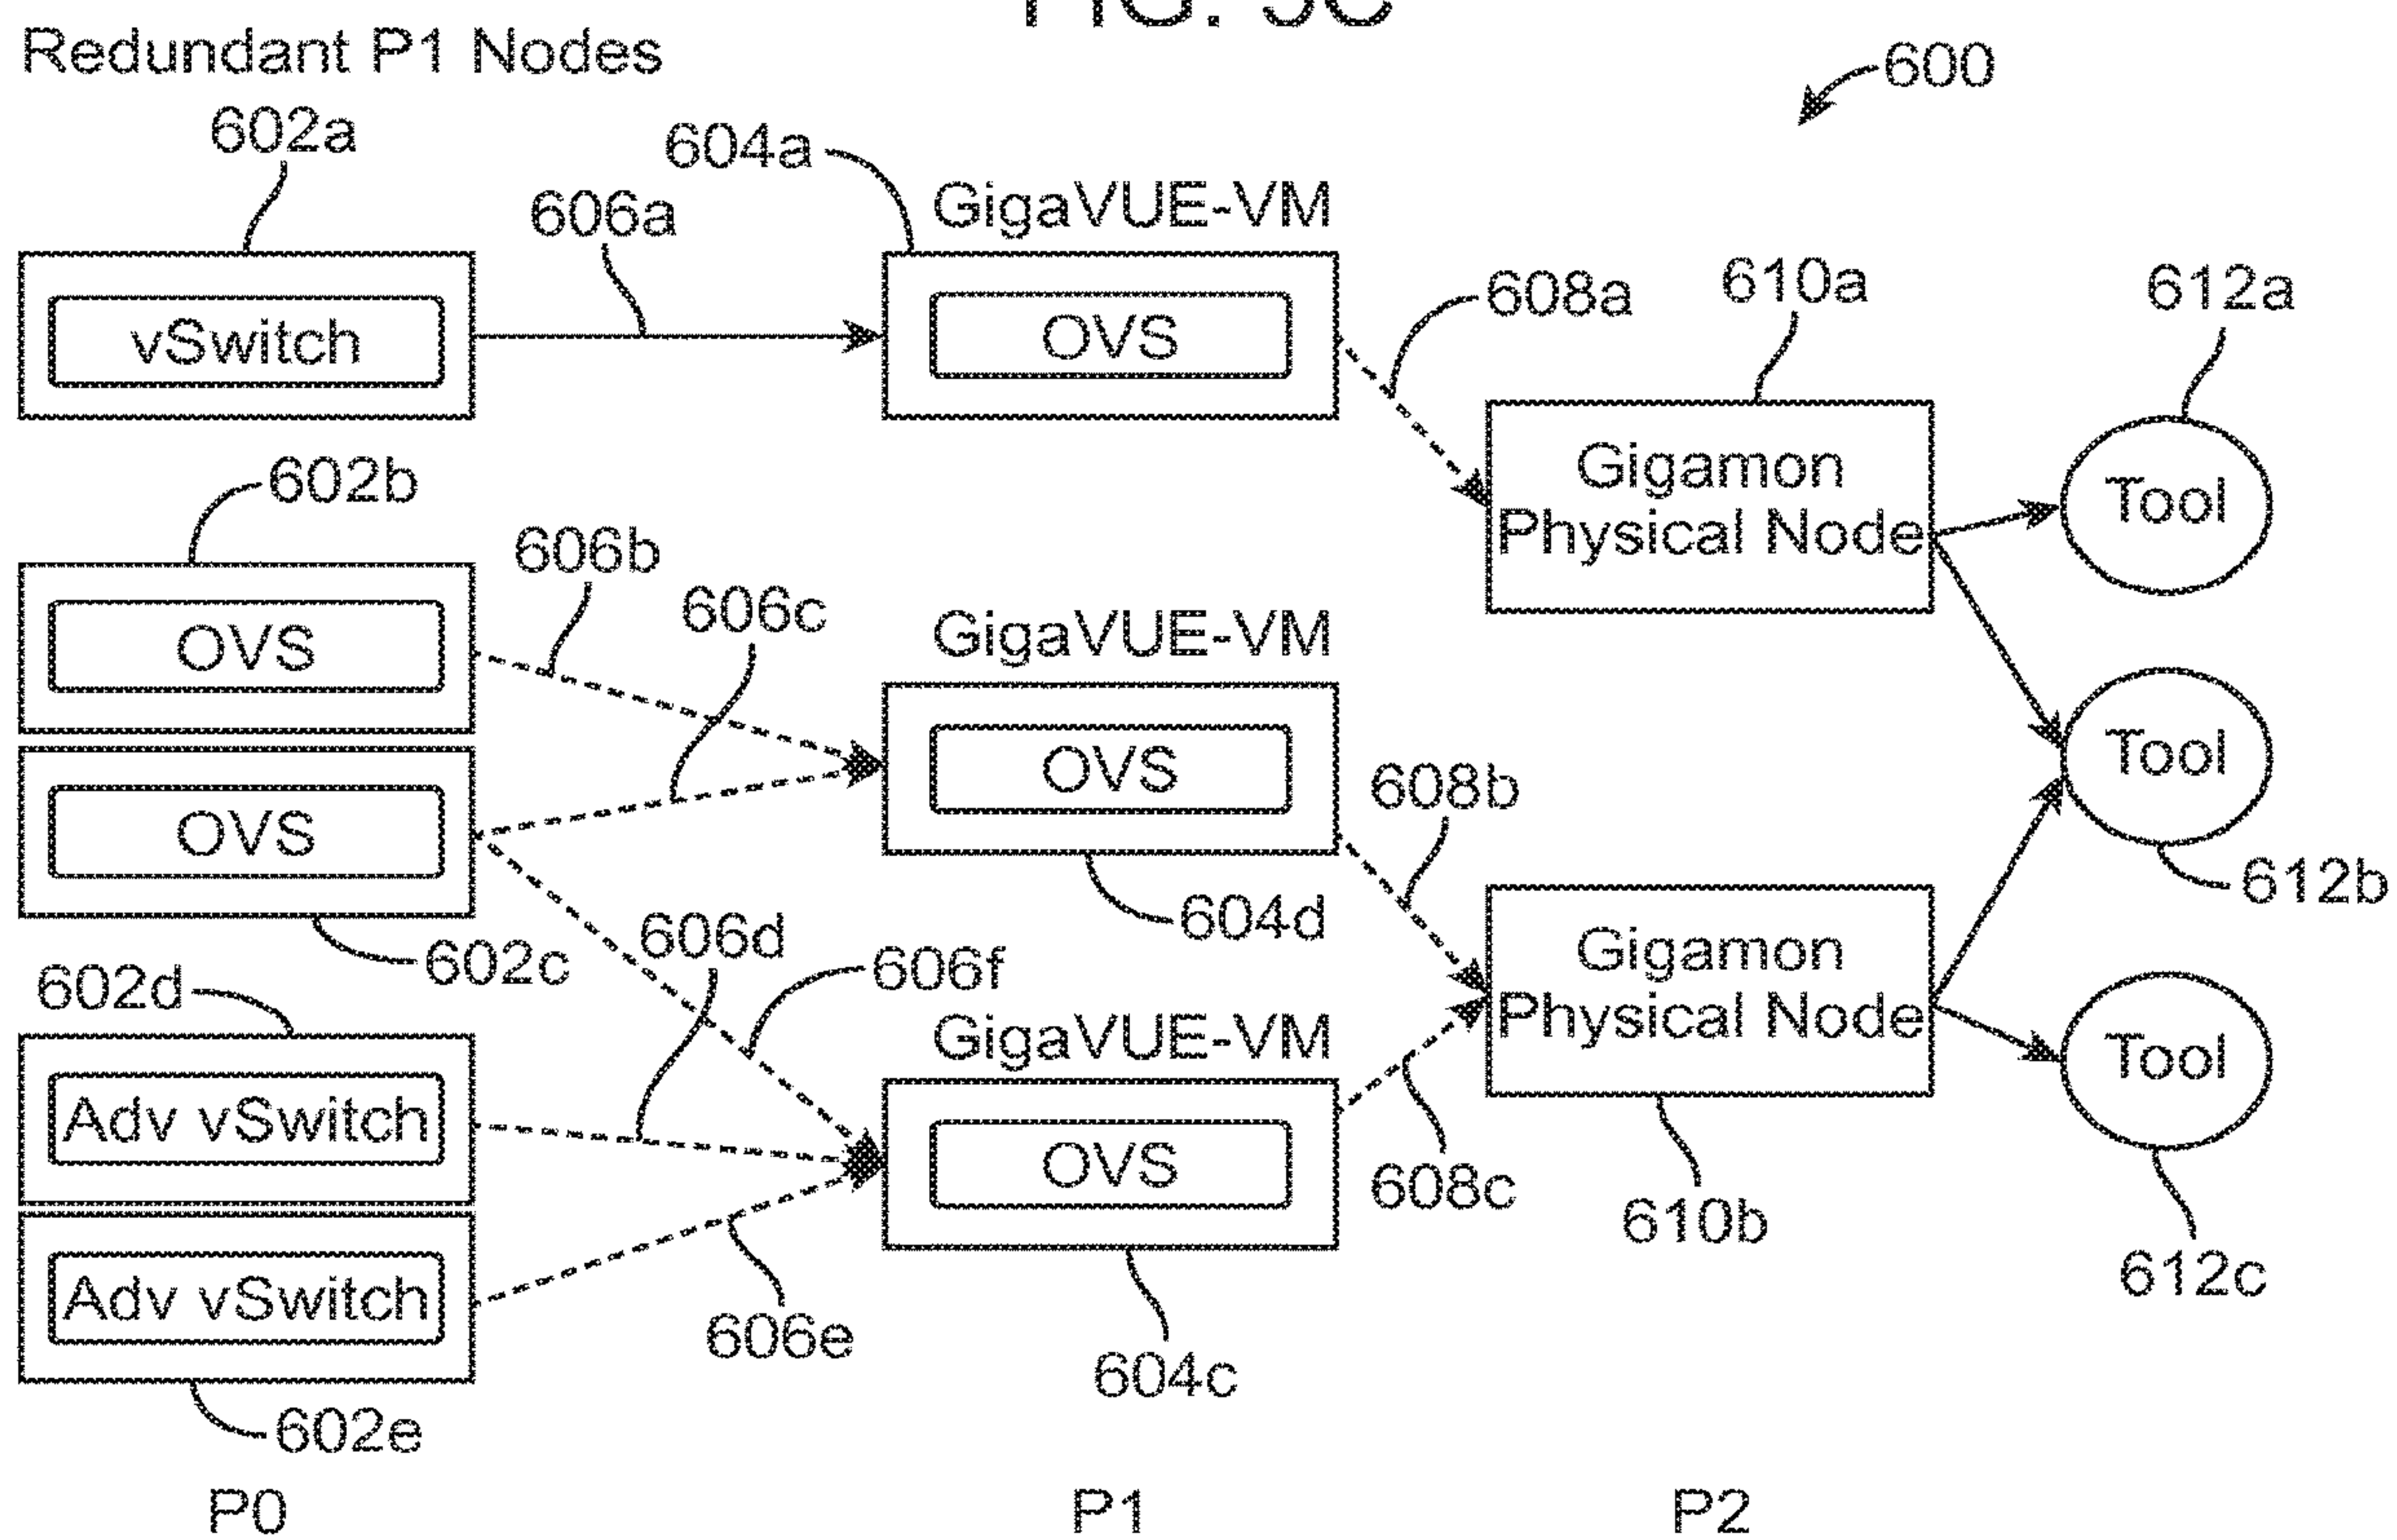 FIG. 5C
Redundant P1 Nodes
600
602a
604a
606a
GigaVUE-VM
vSwitch
OVS
608a
610a
612a
Gigamon
Physical Node
Tool
602b
606b
606c
OVS
GigaVUE-VM
OVS
Tool
OVS
608b
612b
602c
604d
606d
606f
602d
GigaVUE-VM
Gigamon
Physical Node
Tool
Adv vSwitch
OVS
608c
610b
612c
Adv vSwitch
606e
604c
602e
P0
P1
P2